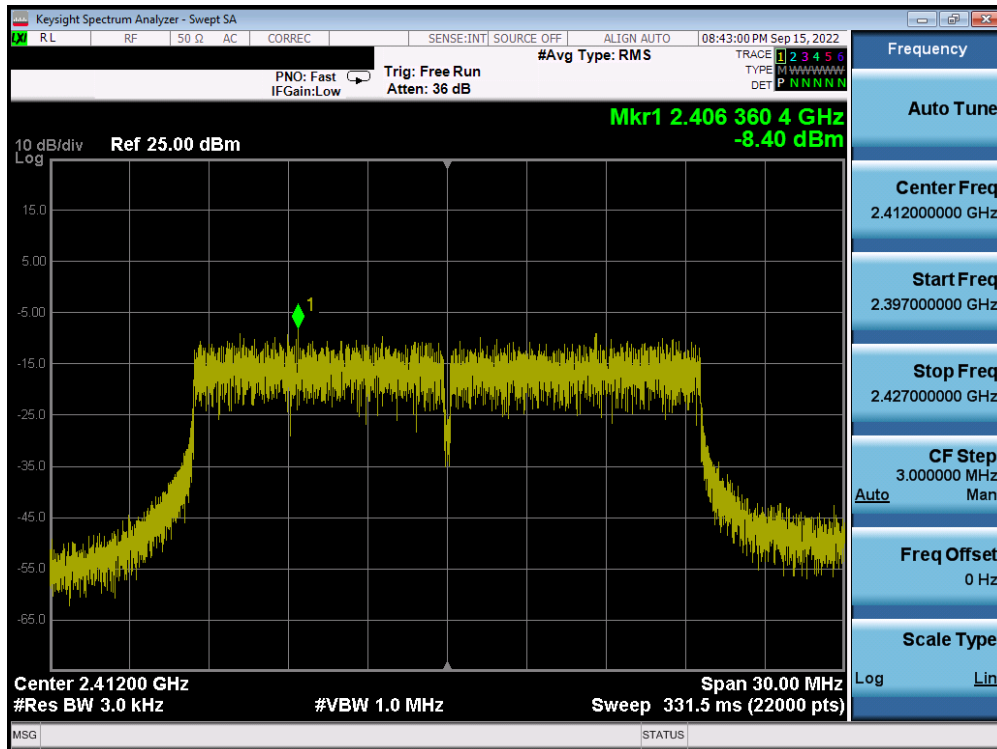 Keysight Spectrum Analyzer - Swept SA
LXI RL RF 50 Ω AC CORREC SENSE:INT SOURCE OFF ALIGN AUTO 08:43:00 PM Sep 15, 2022
#Avg Type: RMS TRACE 1 2 3 4 5 6
PNO: Fast Trig: Free Run TYPE M W W W W W
IFGain:Low Atten: 36 dB DET P N N N N N
Mkr1 2.406 360 4 GHz
-8.40 dBm
10 dB/div Ref 25.00 dBm
Log
15.0
5.00
-5.00
-15.0
-25.0
-35.0
-45.0
-55.0
-65.0
1
Center 2.41200 GHz Span 30.00 MHz
#Res BW 3.0 kHz #VBW 1.0 MHz Sweep 331.5 ms (22000 pts)
MSG STATUS
Frequency
Auto Tune
Center Freq
2.412000000 GHz
Start Freq
2.397000000 GHz
Stop Freq
2.427000000 GHz
CF Step
3.000000 MHz
Auto Man
Freq Offset
0 Hz
Scale Type
Log Lin